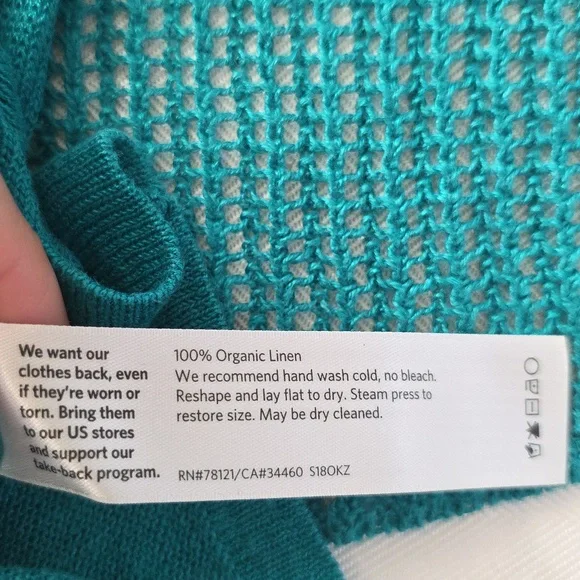 We want our
clothes back, even
if they're worn or
torn. Bring them
to our US stores
and support our
take-back program.
100% Organic Linen
We recommend hand wash cold, no bleach.
Reshape and lay flat to dry. Steam press to
restore size. May be dry cleaned.
RN#78121/CA#34460 S18OKZ